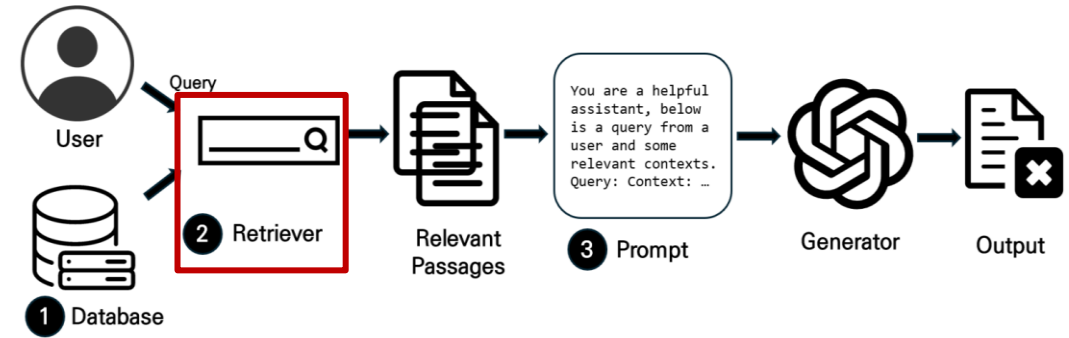 Query
User
2 Retriever
1 Database
Relevant
Passages
You are a helpful
assistant, below
is a query from a
user and some
relevant contexts.
Query: Context: …
3 Prompt
Generator
Output